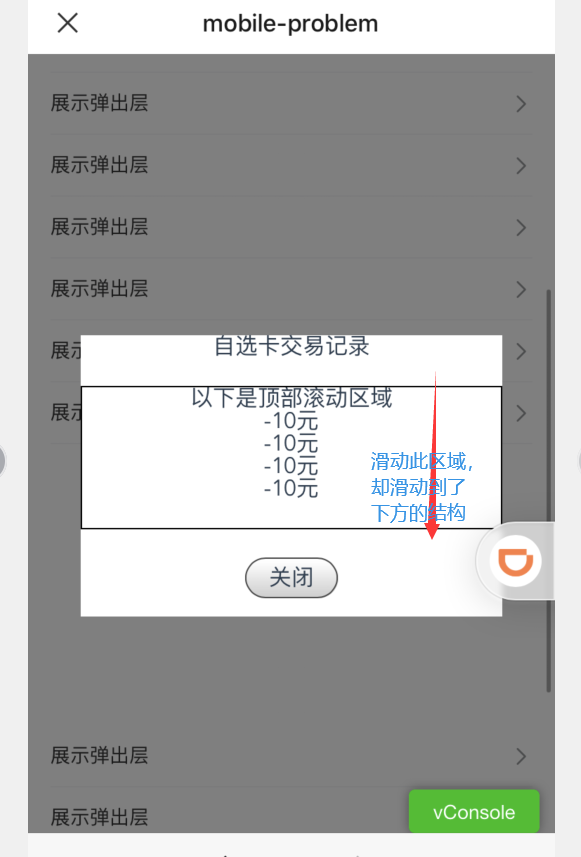 mobile-problem
展示弹出层
展示弹出层
展示弹出层
展示弹出层
展示
自选卡交易记录
展示
以下是顶部滚动区域
-10元
-10元
-10元
-10元
滑动此区域，
却滑动到了
下方的结构
关闭
展示弹出层
展示弹出层
vConsole